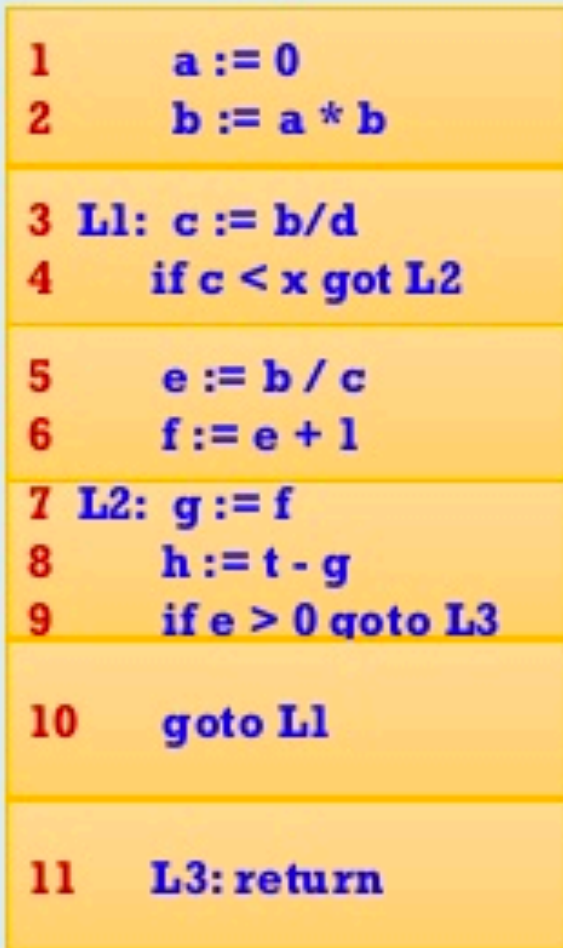 1 a := 0
2 b := a * b
3 L1: c := b/d
4 if c < x got L2
5 e := b / c
6 f := e + 1
7 L2: g := f
8 h := t - g
9 if e > 0 goto L3
10 goto L1
11 L3: return